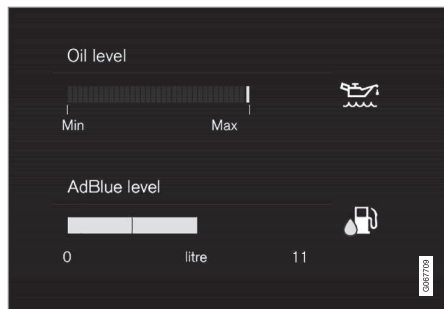 Oil level
Min Max
AdBlue level
0 litre 11
G067709